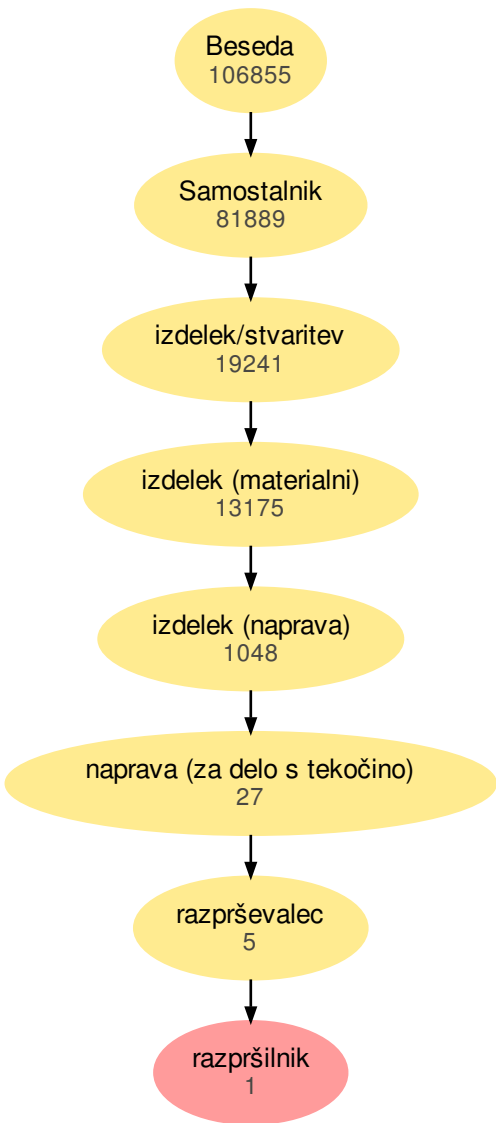 Beseda
106855
Samostalnik
81889
izdelek/stvaritev
19241
izdelek (materialni)
13175
izdelek (naprava)
1048
naprava (za delo s tekočino)
27
razprševalec
5
razpršilnik
1